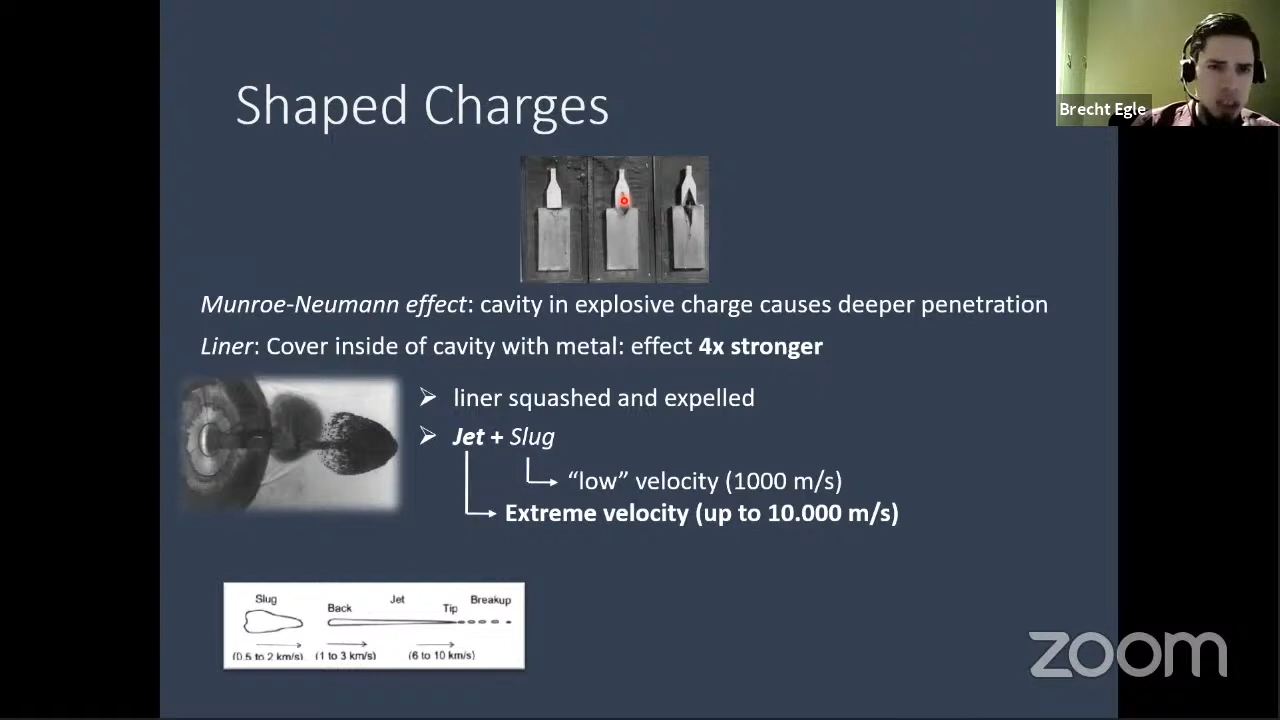 Shaped Charges
Brecht Egle
Munroe-Neumann effect: cavity in explosive charge causes deeper penetration
Liner: Cover inside of cavity with metal: effect 4x stronger
liner squashed and expelled
Jet + Slug
“low” velocity (1000 m/s)
Extreme velocity (up to 10.000 m/s)
Slug Back Jet Tip Breakup
(0.5 to 2 km/s) (1 to 3 km/s) (6 to 10 km/s)
zoom